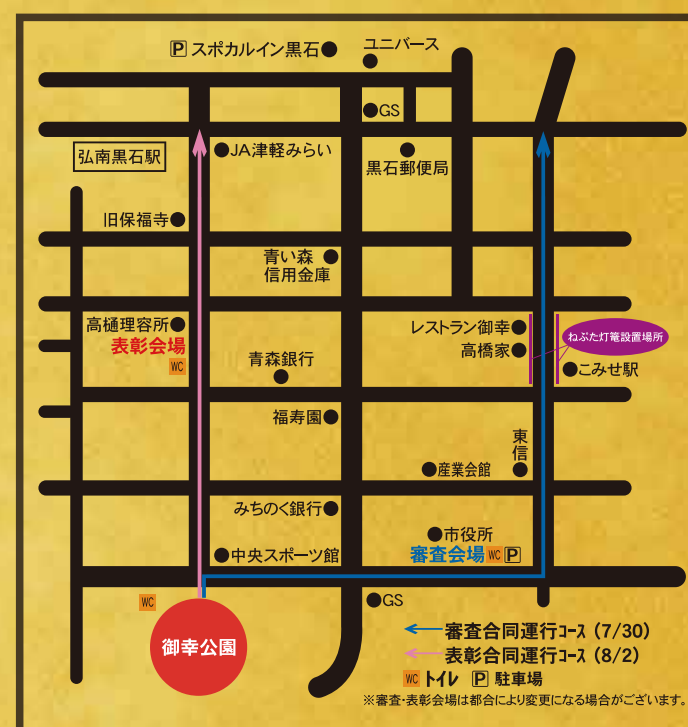 P スポカルイン黒石
ユニバース
GS
JA津軽みらい
弘南黒石駅
黒石郵便局
旧保福寺
青い森
信用金庫
高樋理容所
表彰会場
WC
レストラン御幸
高橋家
ねぶた灯篭設置場所
こみせ駅
青森銀行
福寿園
東信
産業会館
みちのく銀行
市役所
中央スポーツ館
審査会場 WC P
WC
GS
御幸公園
審査合同運行コース (7/30)
表彰合同運行コース (8/2)
WC トイレ P 駐車場
※審査・表彰会場は都合により変更になる場合がございます。